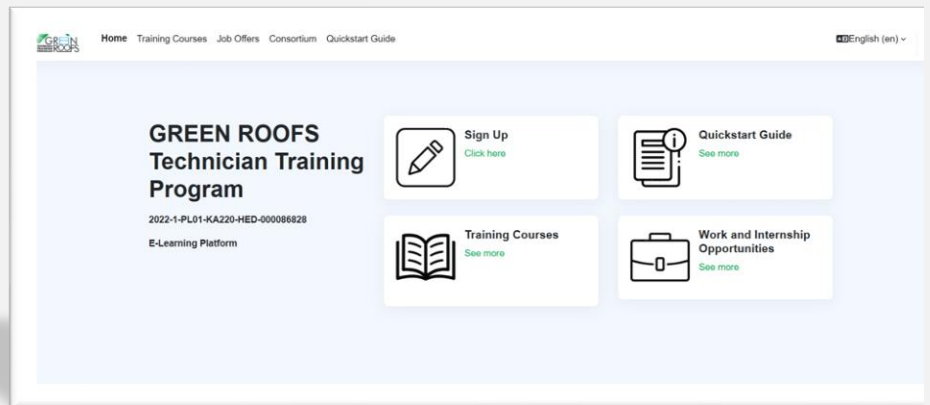 GREEN
ROOFS
Home Training Courses Job Offers Consortium Quickstart Guide
English (en)
GREEN ROOFS
Technician Training
Program
2022-1-PL01-KA220-HED-000086828
E-Learning Platform
Sign Up
Click here
Quickstart Guide
See more
Training Courses
See more
Work and Internship
Opportunities
See more